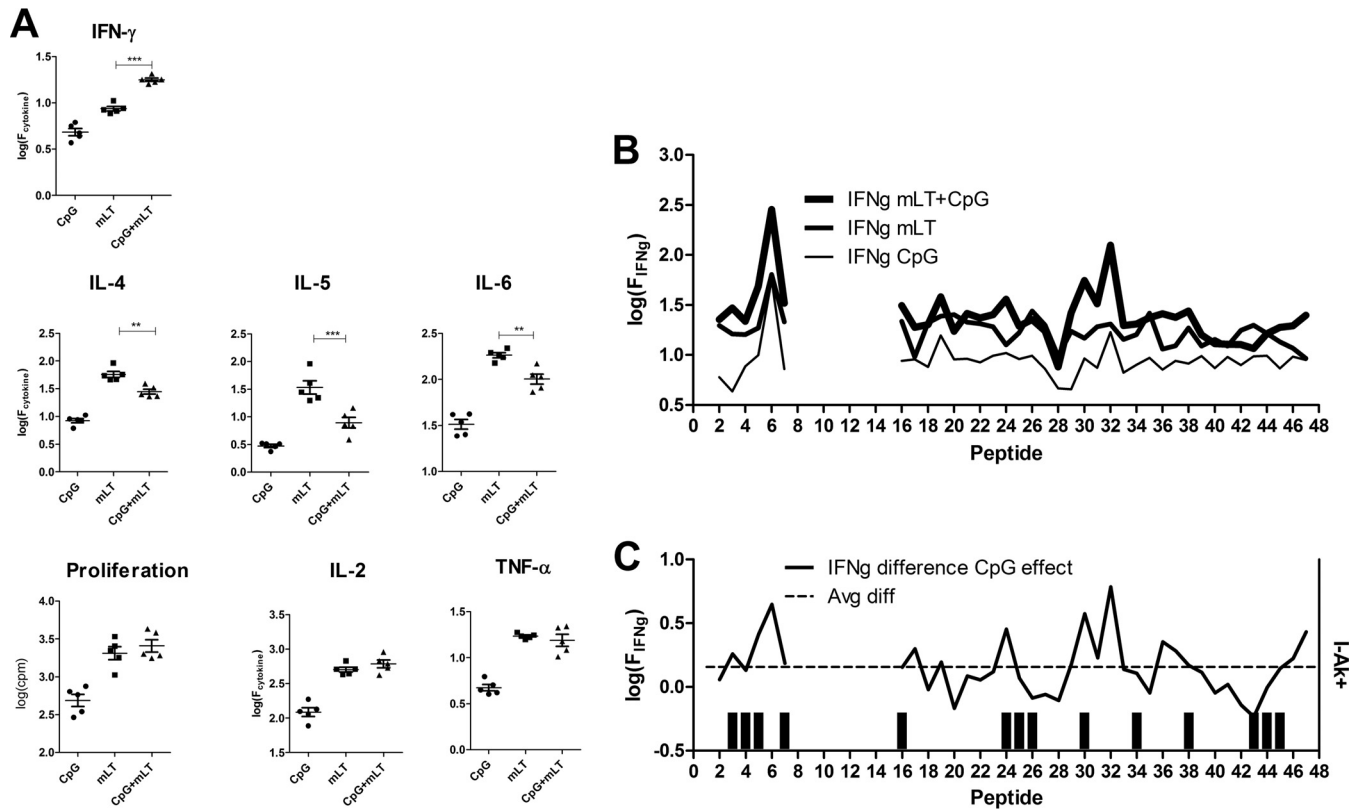 A
IFN-γ
log(Fcytokine)
1.5
1.0
0.5
0.0
***
CpG
mLT
CpG+mLT
IL-4
log(Fcytokine)
2.5
2.0
1.5
1.0
0.5
0.0
**
CpG
mLT
CpG+mLT
IL-5
2.5
2.0
1.5
1.0
0.5
0.0
***
CpG
mLT
CpG+mLT
IL-6
2.5
2.0
1.5
1.0
**
CpG
mLT
CpG+mLT
Proliferation
log(cpm)
4.0
3.5
3.0
2.5
2.0
CpG
mLT
CpG+mLT
IL-2
log(Fcytokine)
4.0
3.5
3.0
2.5
2.0
1.5
CpG
mLT
CpG+mLT
TNF-α
1.5
1.0
0.5
0.0
CpG
mLT
CpG+mLT
B
log(FIFNg)
3.0
2.5
2.0
1.5
1.0
0.5
IFNg mLT+CpG
IFNg mLT
IFNg CpG
0 2 4 6 8 10 12 14 16 18 20 22 24 26 28 30 32 34 36 38 40 42 44 46 48
Peptide
C
log(FIFNg)
1.0
0.5
0.0
-0.5
IFNg difference CpG effect
Avg diff
I-Ak+
0 2 4 6 8 10 12 14 16 18 20 22 24 26 28 30 32 34 36 38 40 42 44 46 48
Peptide